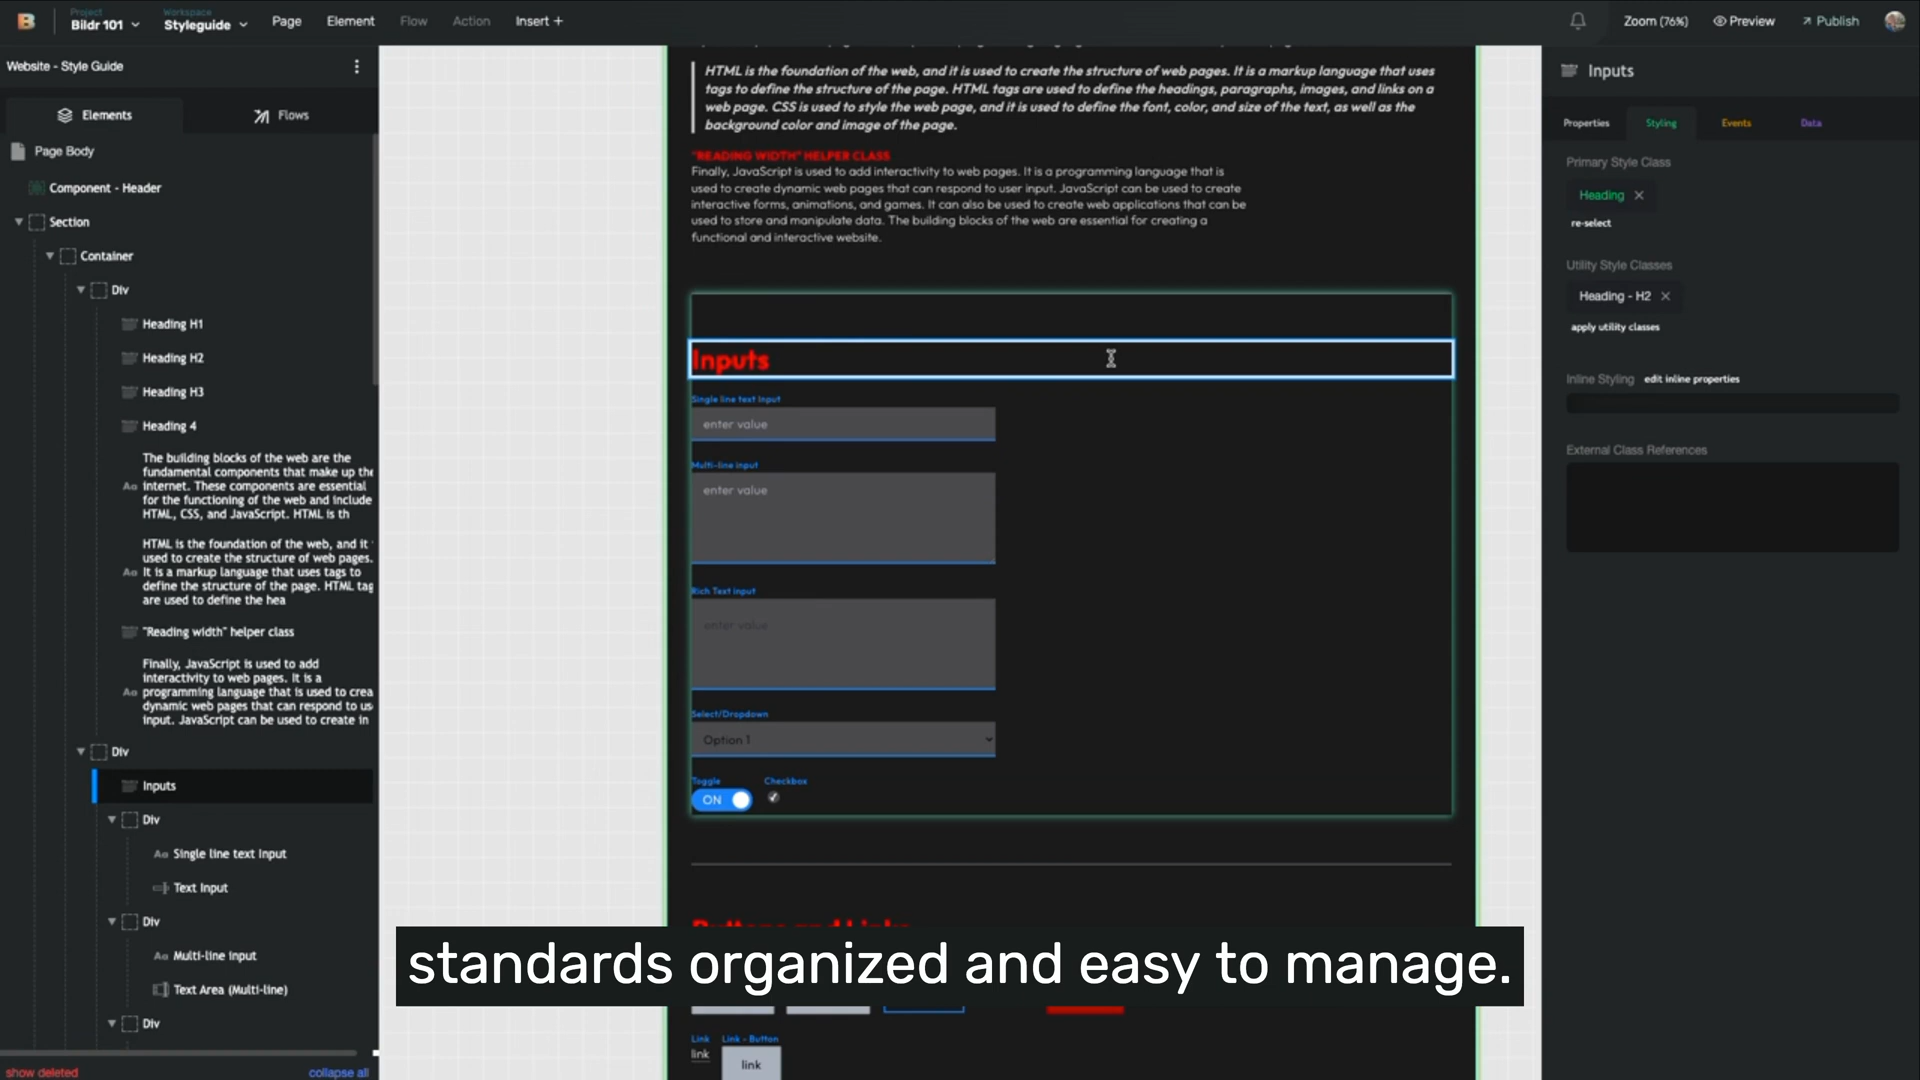 Project
Bildr 101
Workspace
Styleguide
Page
Element
Flow
Action
Insert +
Zoom (76%)
Preview
Publish
Website - Style Guide
Elements
Flows
Page Body
Component - Header
Section
Container
Div
Heading H1
Heading H2
Heading H3
Heading 4
The building blocks of the web are the
fundamental components that make up the
internet. These components are essential
for the functioning of the web and include
HTML, CSS, and JavaScript. HTML is th
HTML is the foundation of the web, and it
used to create the structure of web pages.
It is a markup language that uses tags to
define the structure of the page. HTML tag
are used to define the hea
"Reading width" helper class
Finally, JavaScript is used to add
interactivity to web pages. It is a
programming language that is used to crea
dynamic web pages that can respond to us
input. JavaScript can be used to create in
Div
Inputs
Div
Aa Single line text Input
Text Input
Div
Aa Multi-line input
Text Area (Multi-line)
Div
show deleted
collapse all
HTML is the foundation of the web, and it is used to create the structure of web pages. It is a markup language that uses
tags to define the structure of the page. HTML tags are used to define the headings, paragraphs, images, and links on a
web page. CSS is used to style the web page, and it is used to define the font, color, and size of the text, as well as the
background color and image of the page.
"READING WIDTH" HELPER CLASS
Finally, JavaScript is used to add interactivity to web pages. It is a programming language that is
used to create dynamic web pages that can respond to user input. JavaScript can be used to create
interactive forms, animations, and games. It can also be used to create web applications that can be
used to store and manipulate data. The building blocks of the web are essential for creating a
functional and interactive website.
Inputs
Single line text Input
enter value
Multi-line input
enter value
Rich Text input
enter value
Select/Dropdown
Option 1
Toggle
Checkbox
ON
standards organized and easy to manage.
Link
Link - Button
link
link
Inputs
Properties
Styling
Events
Data
Primary Style Class
Heading
re-select
Utility Style Classes
Heading - H2
apply utility classes
Inline Styling
edit inline properties
External Class References